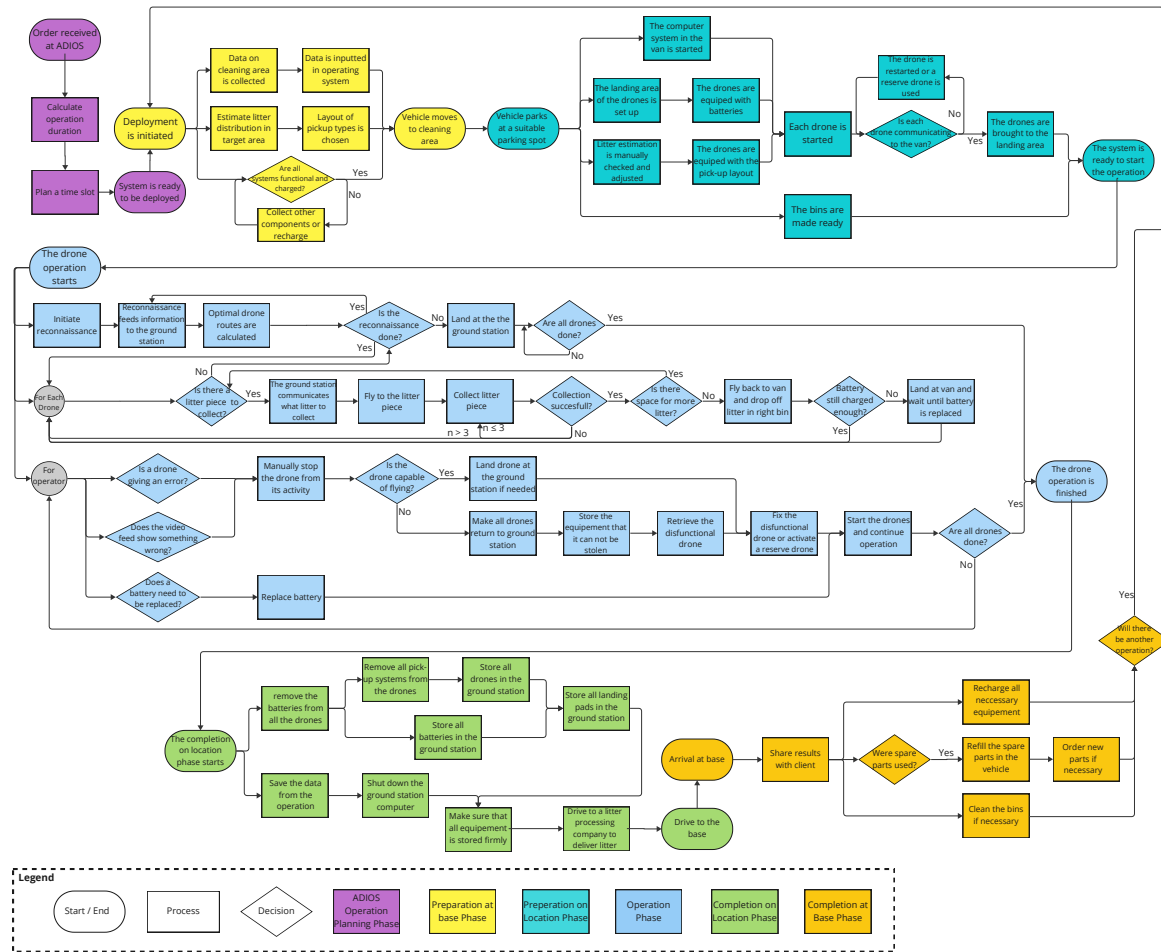 Order received
at ADIOS
Calculate
operation
duration
Plan a time slot
System is ready
to be deployed
Deployment
is initiated
Data on
cleaning area
is collected
Data is inputted
in operating
system
Estimate litter
distribution in
target area
Layout of
pickup types is
chosen
Are all
systems functional and
charged?
Yes
No
Collect other
components or
recharge
Vehicle moves
to cleaning
area
Vehicle parks
at a suitable
parking spot
The computer
system in the
van is started
The landing area
of the drones is
set up
The drones are
equiped with
batteries
Litter estimation
is manually
checked and
adjusted
The drones are
equiped with the
pick-up layout
The bins are
made ready
Each drone is
started
The drone is
restarted or a
reserve drone is
used
Is each
drone communicating
to the van?
No
Yes
The drones are
brought to the
landing area
The system is
ready to start
the operation
The drone
operation
starts
Initiate
reconnaissance
Reconnaissance
feeds information
to the ground
station
Optimal drone
routes are
calculated
Yes
Is the
reconnaissance
done?
No
Yes
Land at the the
ground station
Are all drones
done?
Yes
No
For Each
Drone
No
Is there a
litter piece to
collect?
Yes
The ground station
communicates
what litter to
collect
Fly to the litter
piece
Collect litter
piece
Collection
succesfull?
Yes
No
n > 3
n ≤ 3
Yes
Is there
space for more
litter?
No
Fly back to van
and drop off
litter in right bin
Battery
still charged
enough?
No
Yes
Land at van and
wait until battery
is replaced
For
operator
Is a drone
giving an error?
Does the video
feed show something
wrong?
Does a
battery need to
be replaced?
Manually stop
the drone from
its activity
Replace battery
Is the
drone capable
of flying?
Yes
No
Land drone at
the ground
station if needed
Make all drones
return to ground
station
Store the
equipement that
it can not be
stolen
Retrieve the
disfunctional
drone
Fix the
disfunctional
drone or activate
a reserve drone
Start the drones
and continue
operation
Are all drones
done?
Yes
No
The drone
operation is
finished
The completion
on location
phase starts
remove the
batteries from
all the drones
Remove all pick-
up systems from
the drones
Store all
drones in the
ground station
Store all
batteries in the
ground station
Store all landing
pads in the
ground station
Save the data
from the
operation
Shut down the
ground station
computer
Make sure that
all equipement
is stored firmly
Drive to a litter
processing
company to
deliver litter
Drive to the
base
Arrival at base
Share results
with client
Recharge all
neccessary
equipement
Were spare
parts used?
Yes
Refill the spare
parts in the
vehicle
Order new
parts if
necessary
Clean the bins
if necessary
Will there
be another
operation?
Yes
Legend
Start / End
Process
Decision
ADIOS
Operation
Planning Phase
Preparation at
base Phase
Preperation on
Location Phase
Operation
Phase
Completion on
Location Phase
Completion at
Base Phase